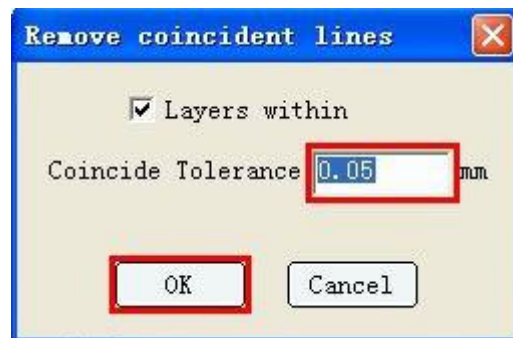 Remove coincident lines
Layers within
Coincide Tolerance 0.05 mm
OK Cancel